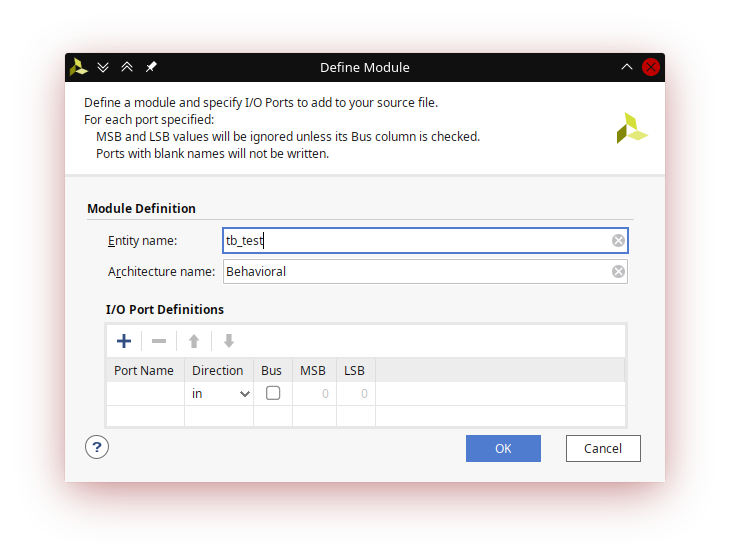 Define Module
Define a module and specify I/O Ports to add to your source file.
For each port specified:
MSB and LSB values will be ignored unless its Bus column is checked.
Ports with blank names will not be written.
Module Definition
Entity name: tb_test
Architecture name: Behavioral
I/O Port Definitions
Port Name Direction Bus MSB LSB
in 0 0
? OK Cancel